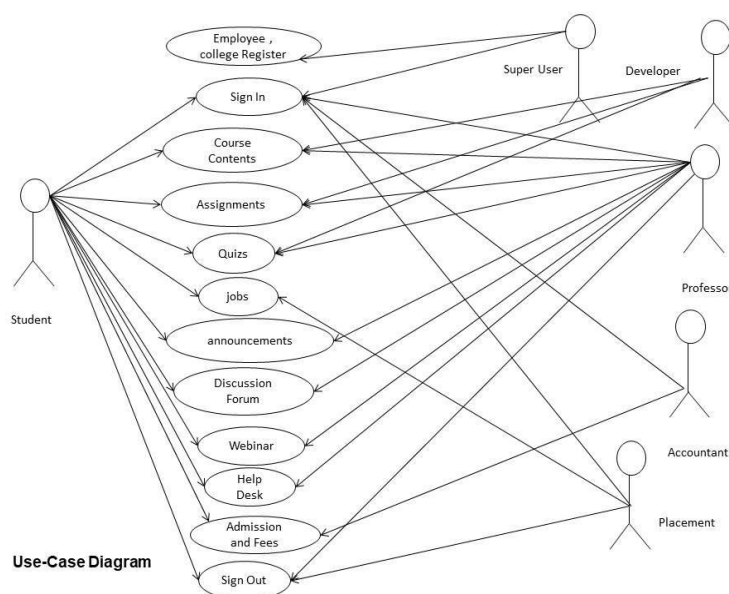 Employee ,
college Register
Super User
Developer
Sign In
Course
Contents
Assignments
Quizs
jobs
Student
Professor
announcements
Discussion
Forum
Webinar
Accountant
Help
Desk
Placement
Admission
and Fees
Use-Case Diagram
Sign Out